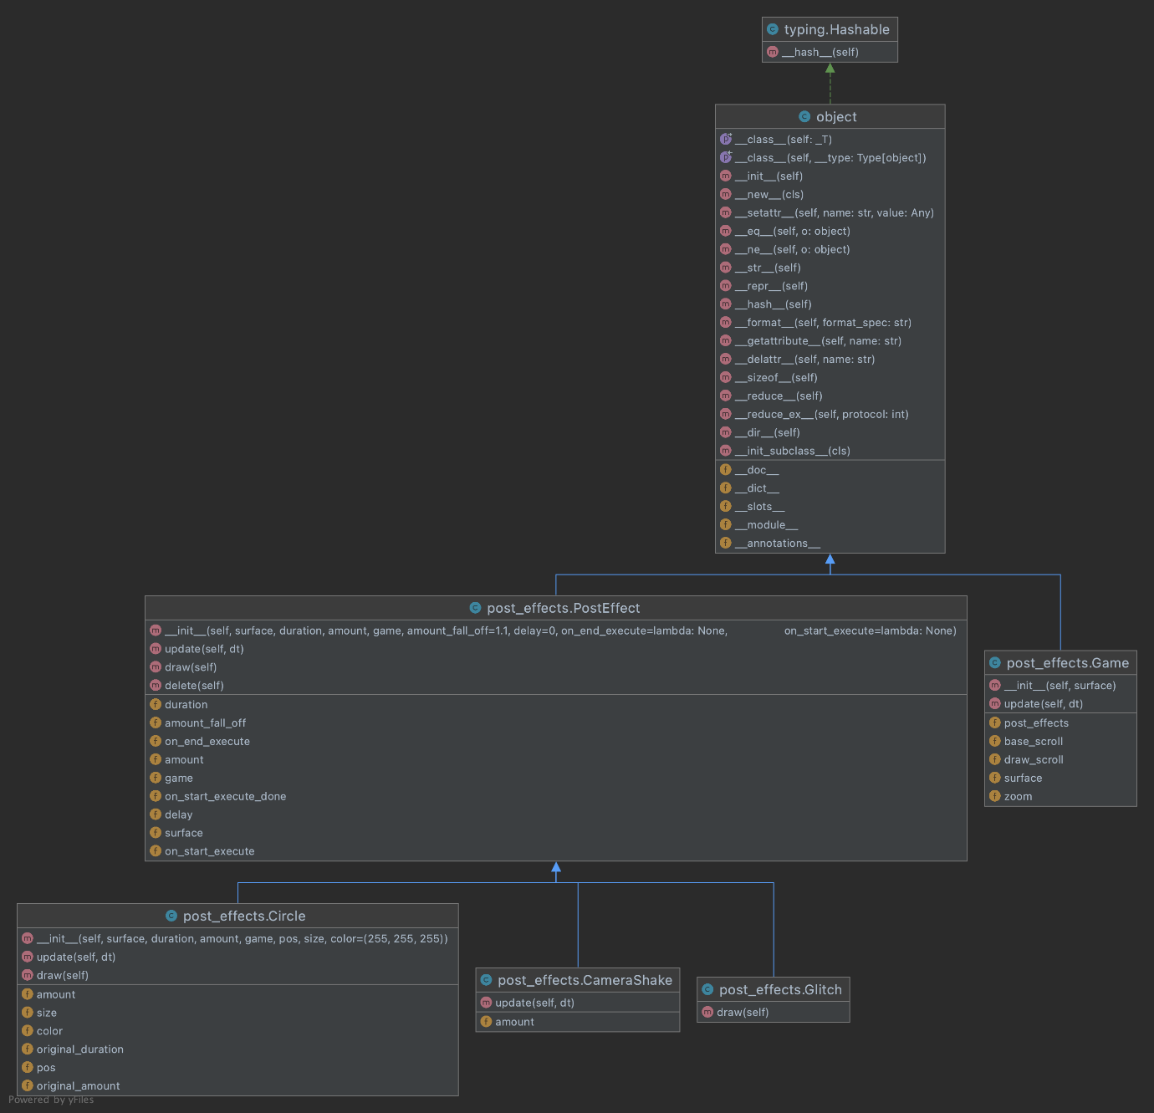 typing.Hashable
__hash__(self)
object
__class__(self: _T)
__class__(self, __type: Type[object])
__init__(self)
__new__(cls)
__setattr__(self, name: str, value: Any)
__eq__(self, o: object)
__ne__(self, o: object)
__str__(self)
__repr__(self)
__hash__(self)
__format__(self, format_spec: str)
__getattribute__(self, name: str)
__delattr__(self, name: str)
__sizeof__(self)
__reduce__(self)
__reduce_ex__(self, protocol: int)
__dir__(self)
__init_subclass__(cls)
__doc__
__dict__
__slots__
__module__
__annotations__
post_effects.PostEffect
__init__(self, surface, duration, amount, game, amount_fall_off=1.1, delay=0, on_end_execute=lambda: None, on_start_execute=lambda: None)
update(self, dt)
draw(self)
delete(self)
duration
amount_fall_off
on_end_execute
amount
game
on_start_execute_done
delay
surface
on_start_execute
post_effects.Game
__init__(self, surface)
update(self, dt)
post_effects
base_scroll
draw_scroll
surface
zoom
post_effects.Circle
__init__(self, surface, duration, amount, game, pos, size, color=(255, 255, 255))
update(self, dt)
draw(self)
amount
size
color
original_duration
pos
original_amount
post_effects.CameraShake
update(self, dt)
amount
post_effects.Glitch
draw(self)
Powered by yFiles